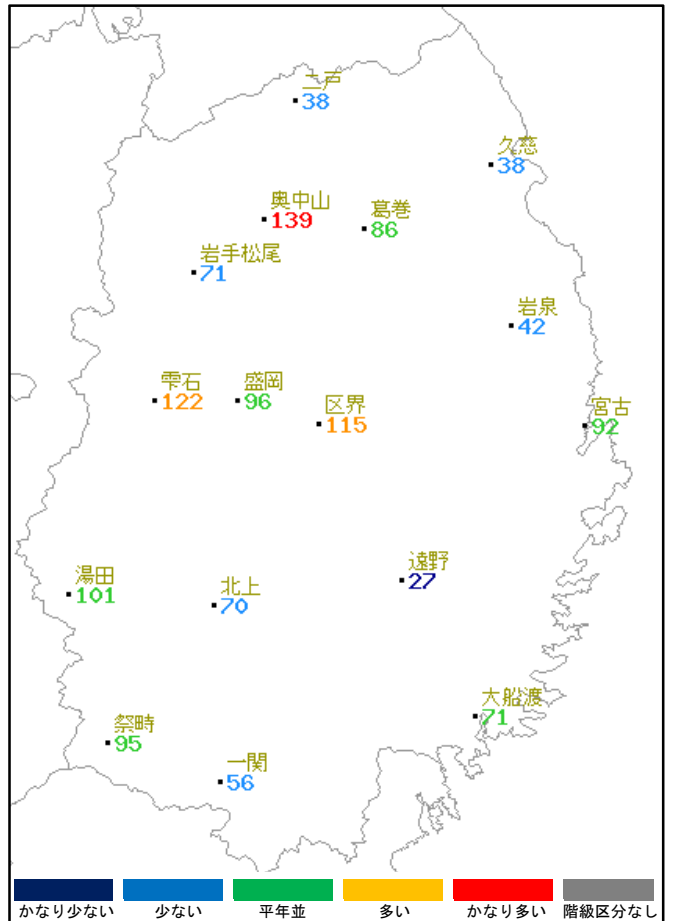 二戸
38
久慈
38
奥中山
139
葛巻
86
岩手松尾
71
岩泉
42
雫石
122
盛岡
96
区界
115
宮古
92
湯田
101
北上
70
遠野
27
大船渡
71
祭畤
95
一関
56
かなり少ない 少ない 平年並 多い かなり多い 階級区分なし